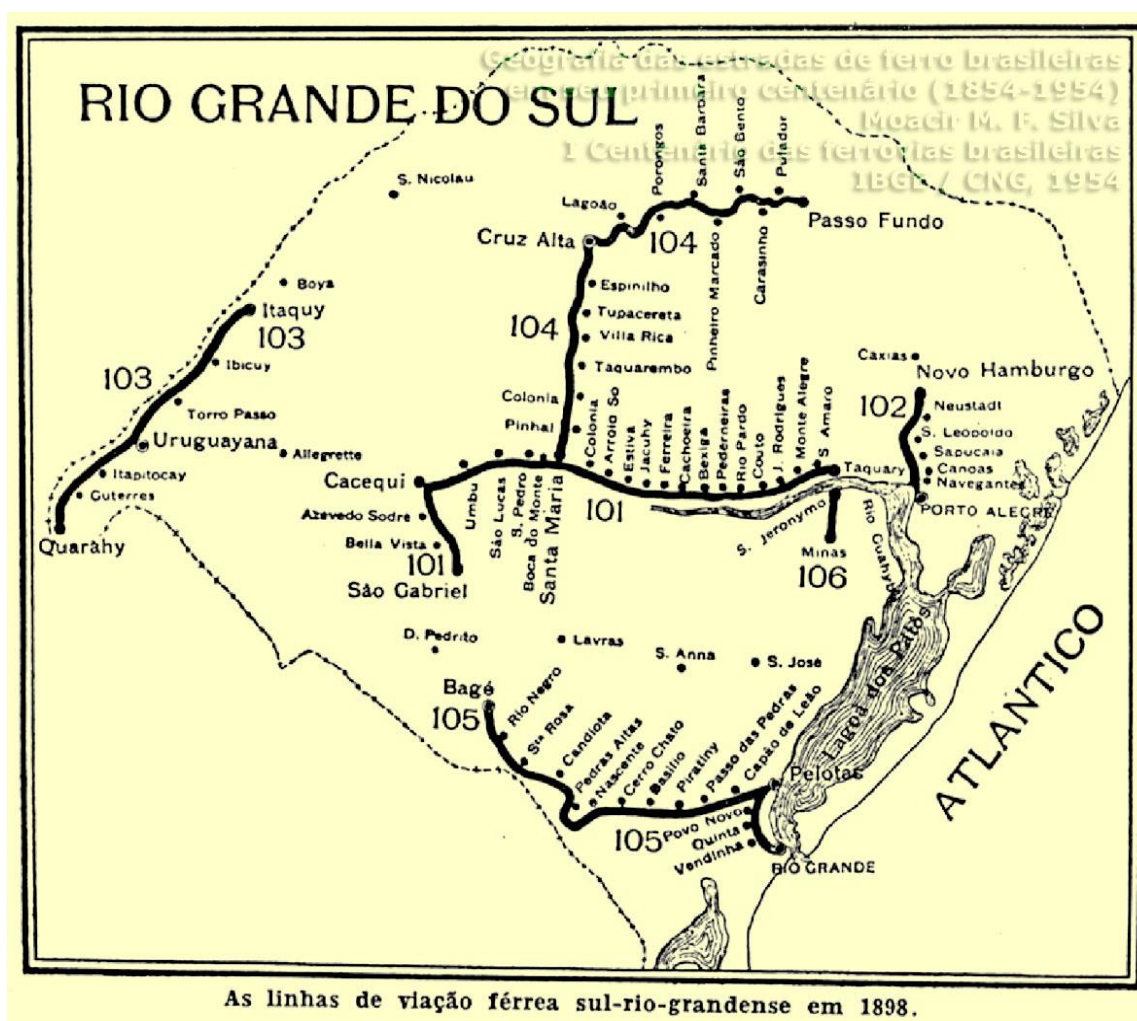 Geografia das estradas de ferro brasileiras
em seu primeiro centenário (1854-1954)
Moacir M. F. Silva
1 Centenário das ferrovias brasileiras
IBGE / CNG, 1954
RIO GRANDE DO SUL
S. Nicolau
Lagoão
Porongos
Santa Barbara
São Bento
Pulador
Cruz Alta
104
Passo Fundo
Pinheiro Marcado
Carasinho
Boya
Itaquy
103
Espinilho
Tupacereta
104
Villa Rica
103
Ibicuy
Taquarembo
Caxias
Novo Hamburgo
Torro Passo
Colonia
102
Neustadt
Uruguayana
Pinhal
S. Leopoldo
Allegrette
Sapucaia
Itapitocay
Canoas
Guterres
Navegantes
Quarahy
PORTO ALEGRE
Cacequi
Colonia
Arroio So
Estiva
Jacuhy
Ferreira
Cachoeira
Bexiga
Pederneiras
Rio Pardo
Couto
J. Rodrigues
Monte Alegre
S. Amaro
Taquary
Umbu
São Lucas
S. Pedro
Boca do Monte
Santa Maria
101
Azevedo Sodre
Bella Vista
101
São Gabriel
S. Jeronymo
Minas
106
Rio Guahyba
D. Pedrito
Lavras
S. Anna
S. José
Bagé
105
Rio Negro
Sta Rosa
Candiota
Pedras Altas
Nascente
Cerro Chato
Basilio
Piratiny
Passo das Pedras
Capão de Leão
Pelotas
Lagoa dos Patos
ATLANTICO
105
Povo Novo
Quinta
Vendinha
RIO GRANDE
As linhas de viação férrea sul-rio-grandense em 1898.